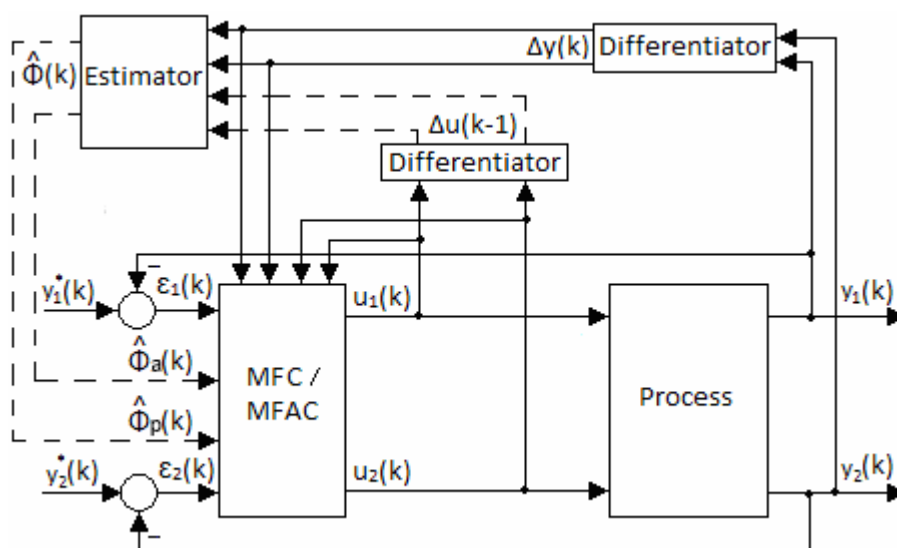 Estimator
Φ̂(k)
Δy(k)
Differentiator
Δu(k-1)
Differentiator
y₁*(k)
−
ε₁(k)
u₁(k)
y₁(k)
Φ̂a(k)
MFC /
MFAC
Process
Φ̂p(k)
y₂*(k)
ε₂(k)
−
u₂(k)
y₂(k)